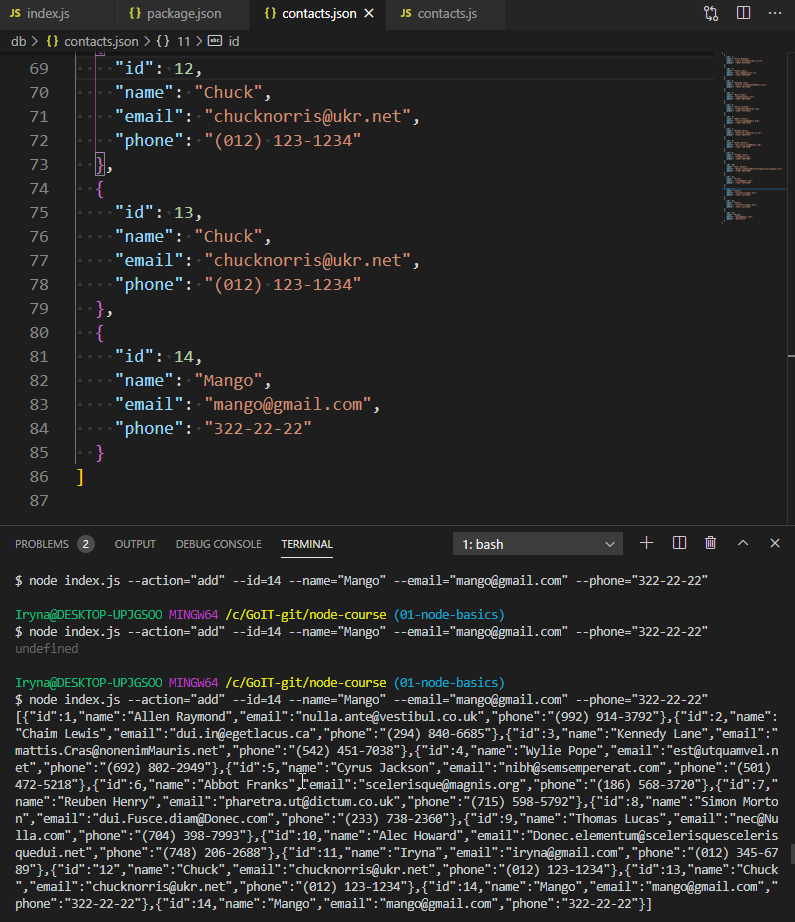 JS index.js {} package.json {} contacts.json × JS contacts.js ...
db > {} contacts.json > {} 11 > abc id
69 "id": 12,
70 "name": "Chuck",
71 "email": "chucknorris@ukr.net",
72 "phone": "(012) 123-1234"
73 },
74 {
75 "id": 13,
76 "name": "Chuck",
77 "email": "chucknorris@ukr.net",
78 "phone": "(012) 123-1234"
79 },
80 {
81 "id": 14,
82 "name": "Mango",
83 "email": "mango@gmail.com",
84 "phone": "322-22-22"
85 }
86 ]
87
PROBLEMS 2 OUTPUT DEBUG CONSOLE TERMINAL 1: bash
$ node index.js --action="add" --id=14 --name="Mango" --email="mango@gmail.com" --phone="322-22-22"
Iryna@DESKTOP-UPJGSOO MINGW64 /c/GoIT-git/node-course (01-node-basics)
$ node index.js --action="add" --id=14 --name="Mango" --email="mango@gmail.com" --phone="322-22-22"
undefined
Iryna@DESKTOP-UPJGSOO MINGW64 /c/GoIT-git/node-course (01-node-basics)
$ node index.js --action="add" --id=14 --name="Mango" --email="mango@gmail.com" --phone="322-22-22"
[{"id":1,"name":"Allen Raymond","email":"nulla.ante@vestibul.co.uk","phone":"(992) 914-3792"},{"id":2,"name":
"Chaim Lewis","email":"dui.in@egetlacus.ca","phone":"(294) 840-6685"},{"id":3,"name":"Kennedy Lane","email":"
mattis.Cras@nonenimMauris.net","phone":"(542) 451-7038"},{"id":4,"name":"Wylie Pope","email":"est@utquamvel.n
et","phone":"(692) 802-2949"},{"id":5,"name":"Cyrus Jackson","email":"nibh@semsempererat.com","phone":"(501)
472-5218"},{"id":6,"name":"Abbot Franks","email":"scelerisque@magnis.org","phone":"(186) 568-3720"},{"id":7,"
name":"Reuben Henry","email":"pharetra.ut@dictum.co.uk","phone":"(715) 598-5792"},{"id":8,"name":"Simon Morto
n","email":"dui.Fusce.diam@Donec.com","phone":"(233) 738-2360"},{"id":9,"name":"Thomas Lucas","email":"nec@Nu
lla.com","phone":"(704) 398-7993"},{"id":10,"name":"Alec Howard","email":"Donec.elementum@scelerisquesceleris
quedui.net","phone":"(748) 206-2688"},{"id":11,"name":"Iryna","email":"iryna@gmail.com","phone":"(012) 345-67
89"},{"id":"12","name":"Chuck","email":"chucknorris@ukr.net","phone":"(012) 123-1234"},{"id":13,"name":"Chuck"
,"email":"chucknorris@ukr.net","phone":"(012) 123-1234"},{"id":14,"name":"Mango","email":"mango@gmail.com","
phone":"322-22-22"},{"id":14,"name":"Mango","email":"mango@gmail.com","phone":"322-22-22"}]